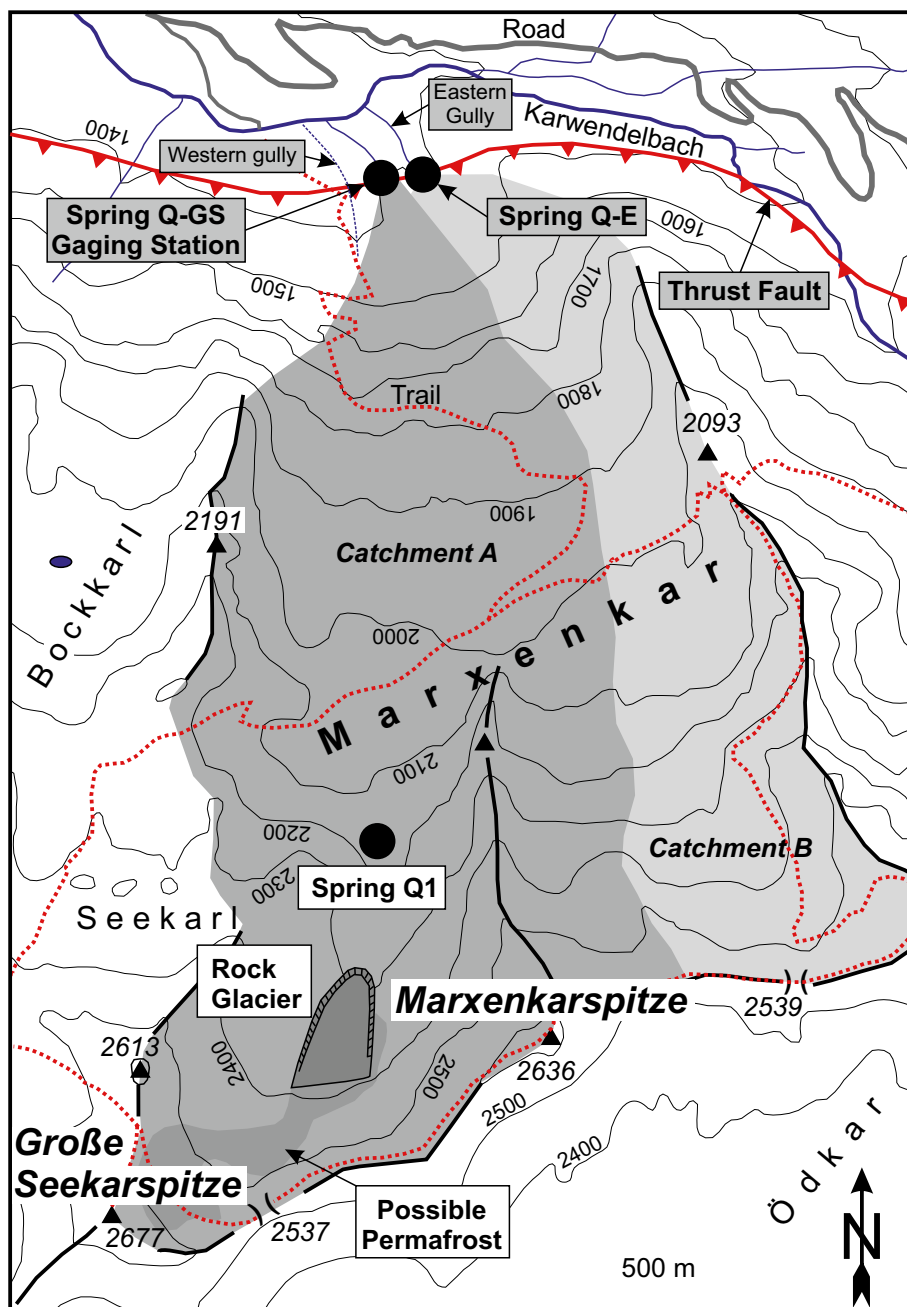 Road
Eastern
Gully
1400
Western gully
Karwendelbach
Spring Q-GS
Gaging Station
Spring Q-E
1600
1700
1500
Thrust Fault
Trail
1800
2093
1900
2191
Catchment A
Bockkarl
Marxenkar
2000
2100
2200
Catchment B
2300
Spring Q1
Seekarl
Rock
Glacier
Marxenkarspitze
2539
2613
2400
2500
2636
2500
2400
Große
Seekarspitze
Possible
Permafrost
2677
2537
Ödkar
N
500 m